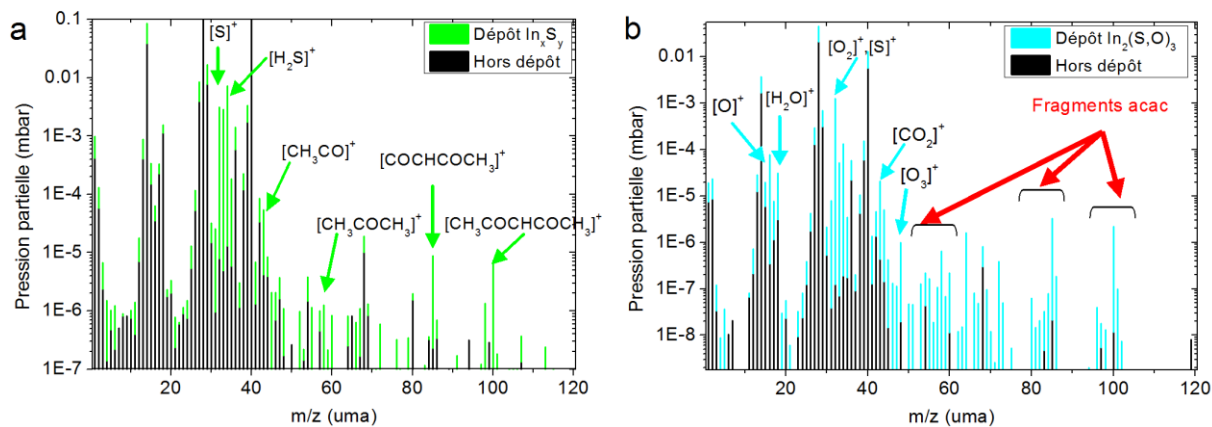 a
Pression partielle (mbar)
0.1
0.01
1E-3
1E-4
1E-5
1E-6
1E-7
20
40
60
80
100
120
m/z (uma)
[S]⁺
[H₂S]⁺
Dépôt InₓSᵧ
Hors dépôt
[CH₃CO]⁺
[COCHCOCH₃]⁺
[CH₃COCH₃]⁺
[CH₃COCHCOCH₃]⁺
b
Pression partielle (mbar)
0.01
1E-3
1E-4
1E-5
1E-6
1E-7
1E-8
20
40
60
80
100
120
m/z (uma)
[O₂]⁺,[S]⁺
Dépôt In₂(S,O)₃
Hors dépôt
[O]⁺
[H₂O]⁺
Fragments acac
[CO₂]⁺
[O₃]⁺